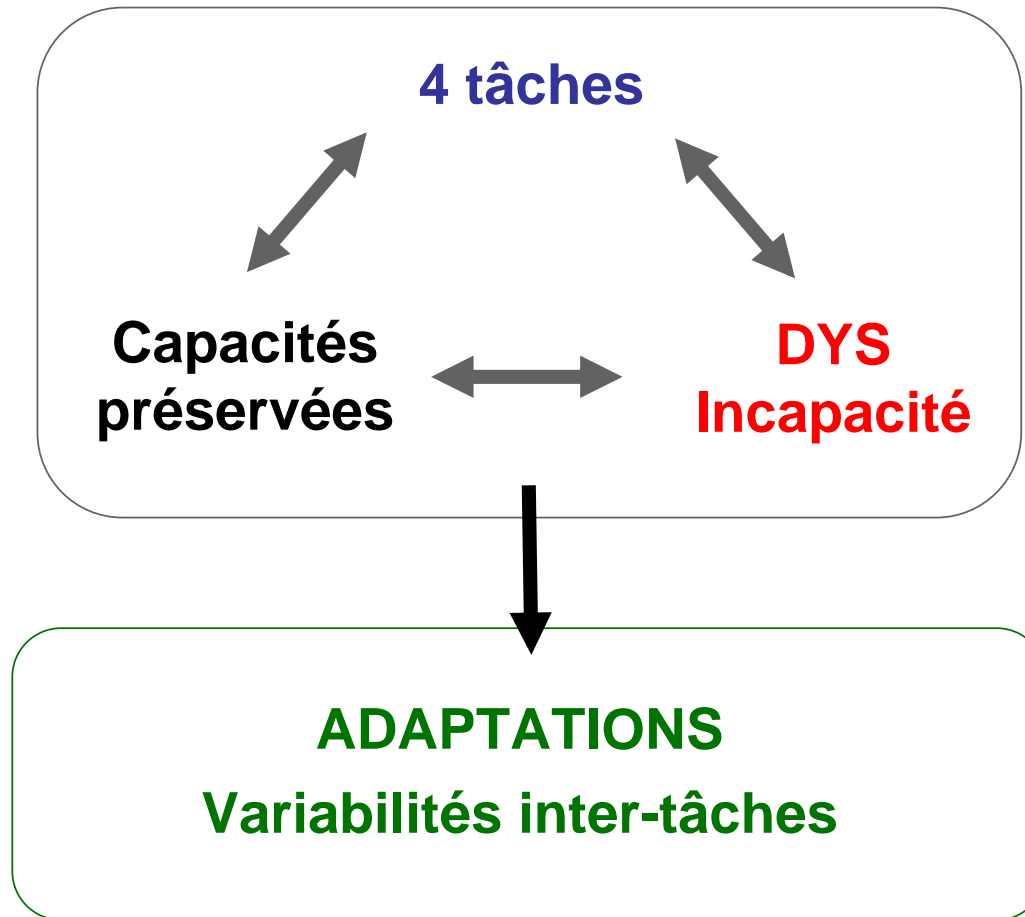 4 tâches
Capacités
préservées
DYS
Incapacité
ADAPTATIONS
Variabilités inter-tâches